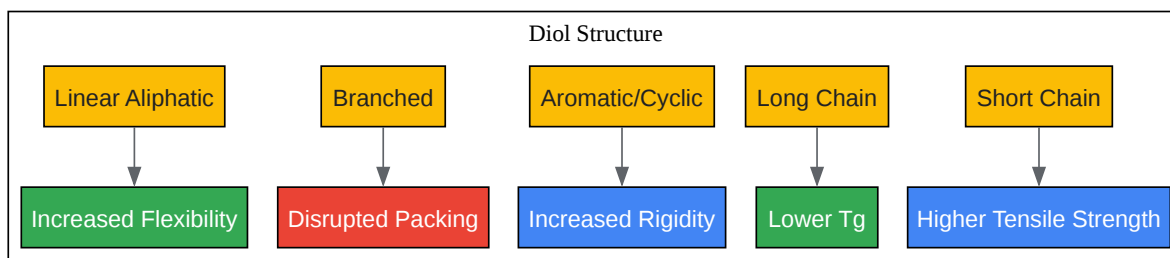 Diol Structure
Linear Aliphatic
Branched
Aromatic/Cyclic
Long Chain
Short Chain
Increased Flexibility
Disrupted Packing
Increased Rigidity
Lower Tg
Higher Tensile Strength